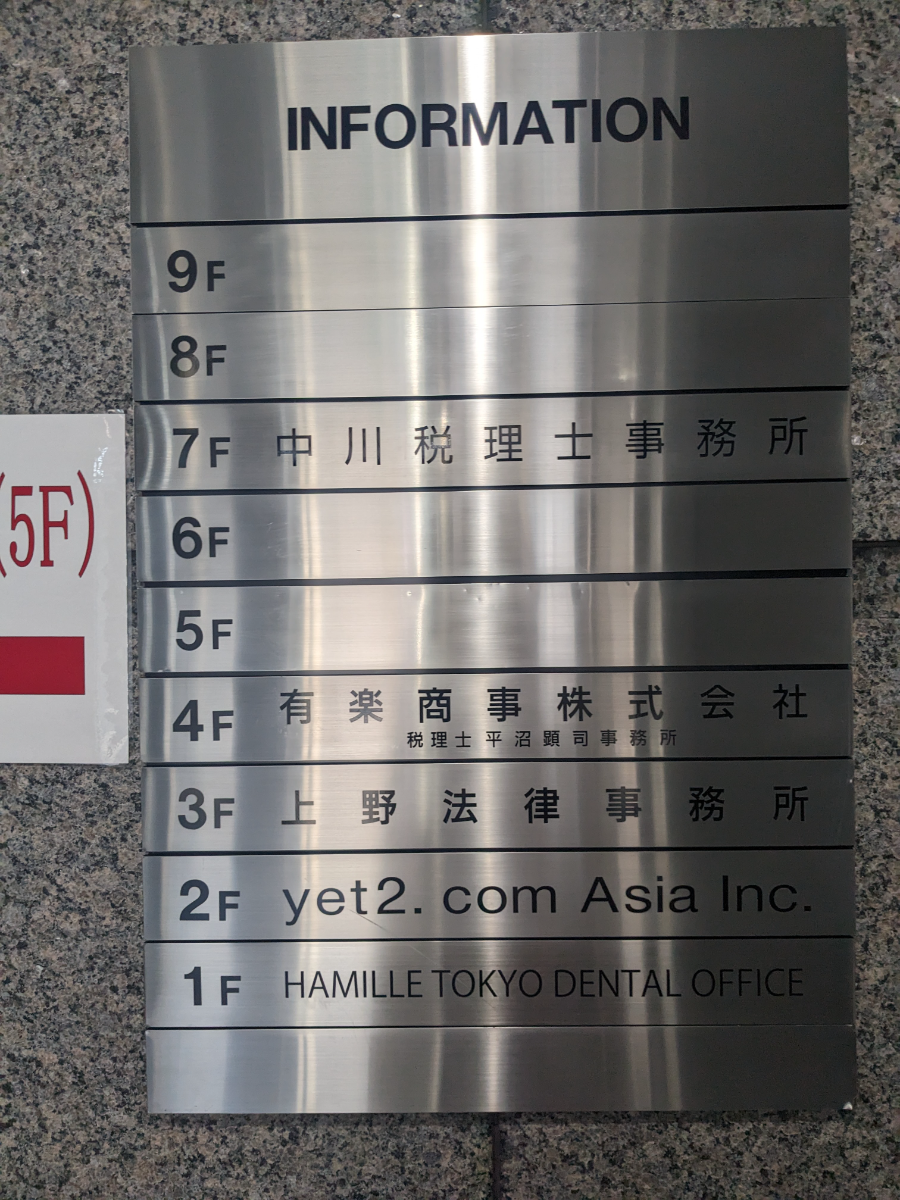 INFORMATION
9F
8F
7F 中川税理士事務所
(5F)
6F
5F
4F 有楽商事株式会社
税理士平沼顕司事務所
3F 上野法律事務所
2F yet2. com Asia Inc.
1F HAMILLE TOKYO DENTAL OFFICE